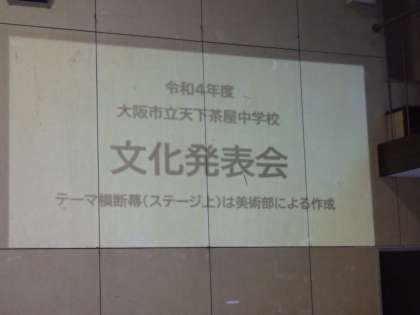 令和4年度
大阪市立天下茶屋中学校
文化発表会
テーマ横断幕(ステージ上)は美術部による作成